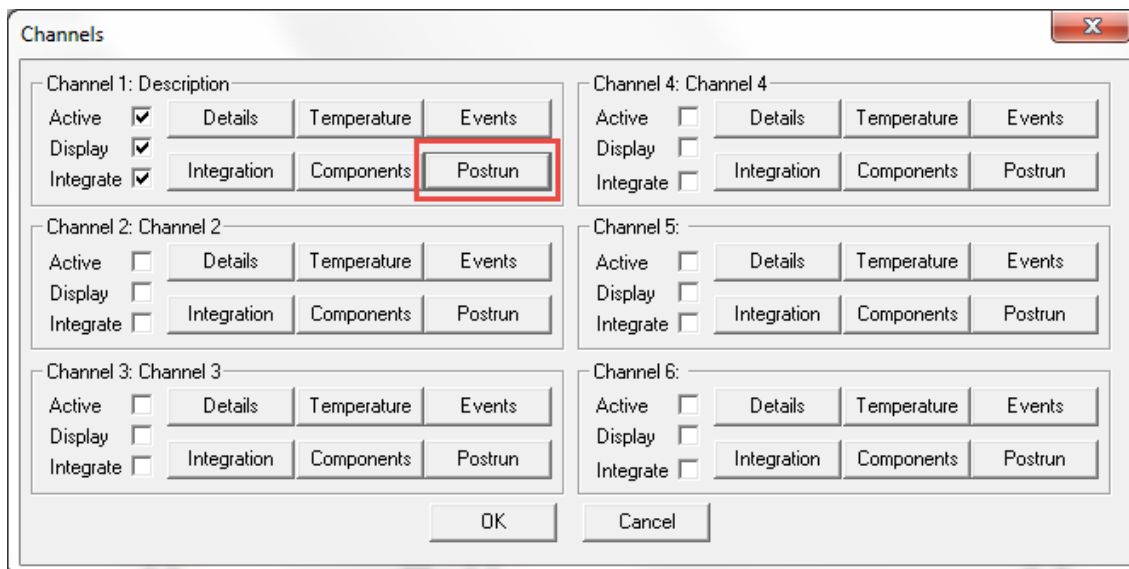 Channels
Channel 1: Description
Active Details Temperature Events
Display
Integrate Integration Components Postrun
Channel 4: Channel 4
Active Details Temperature Events
Display
Integrate Integration Components Postrun
Channel 2: Channel 2
Active Details Temperature Events
Display
Integrate Integration Components Postrun
Channel 5:
Active Details Temperature Events
Display
Integrate Integration Components Postrun
Channel 3: Channel 3
Active Details Temperature Events
Display
Integrate Integration Components Postrun
Channel 6:
Active Details Temperature Events
Display
Integrate Integration Components Postrun
OK Cancel